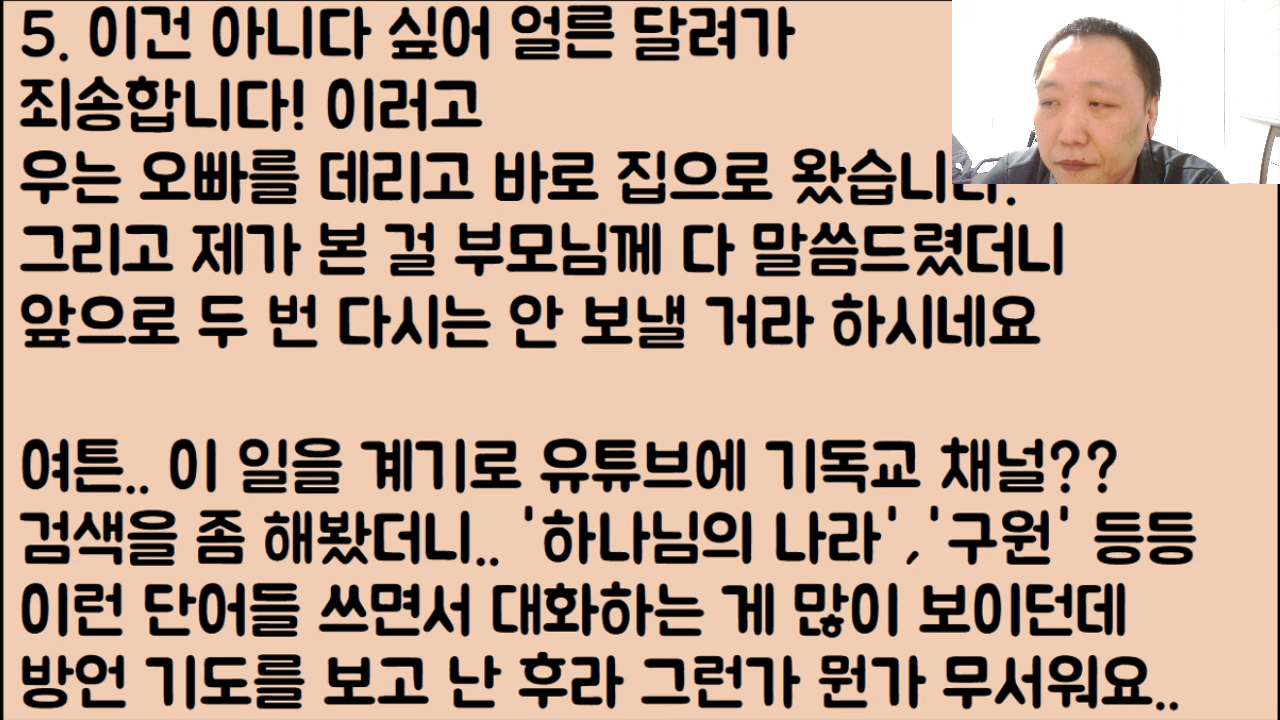 5. 이건 아니다 싶어 얼른 달려가
죄송합니다! 이러고
우는 오빠를 데리고 바로 집으로 왔습니다.
그리고 제가 본 걸 부모님께 다 말씀드렸더니
앞으로 두 번 다시는 안 보낼 거라 하시네요
여튼.. 이 일을 계기로 유튜브에 기독교 채널??
검색을 좀 해봤더니.. '하나님의 나라','구원' 등등
이런 단어들 쓰면서 대화하는 게 많이 보이던데
방언 기도를 보고 난 후라 그런가 뭔가 무서워요..